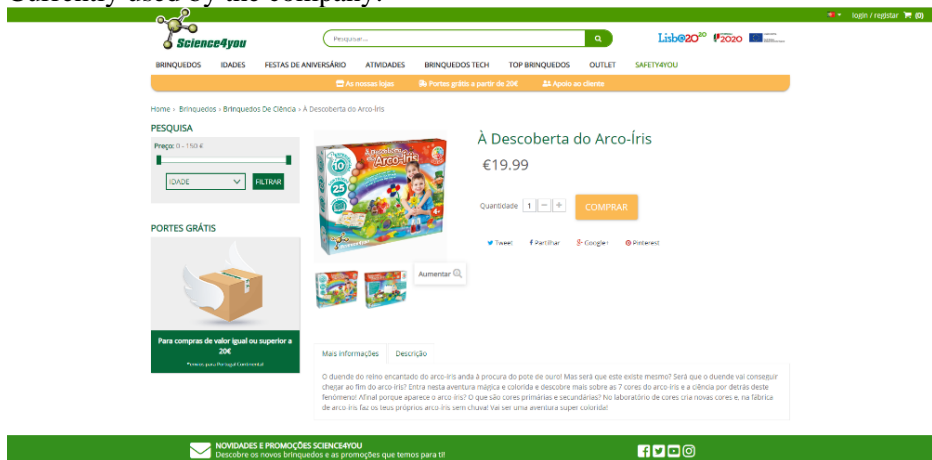 Currently used by the company:
login / registar (0)
Science4you
Pesquisar...
Lisb@20²⁰ P2020
BRINQUEDOS IDADES FESTAS DE ANIVERSÁRIO ATIVIDADES BRINQUEDOS TECH TOP BRINQUEDOS OUTLET SAFETY4YOU
As nossas lojas Portes grátis a partir de 20€ Apoio ao cliente
Home » Brinquedos » Brinquedos De Ciência » À Descoberta do Arco-Íris
PESQUISA
Preço: 0 - 150 €
IDADE FILTRAR
À Descoberta do Arco-Íris
€19.99
Quantidade 1 − + COMPRAR
Tweet Partilhar Google+ Pinterest
Arco-Íris
10
25
4+
Science4you
Aumentar
PORTES GRÁTIS
Para compras de valor igual ou superior a
20€
Mais informações Descrição
O duende do reino encantado do arco-íris anda à procura do pote de ouro! Mas será que este existe mesmo? Será que o duende vai conseguir
chegar ao fim do arco íris? Entra nesta aventura mágica e colorida e descobre mais sobre as 7 cores do arco-íris e a ciência por detrás deste
fenómeno! Afinal porque aparece o arco íris? O que são cores primárias e secundárias? No laboratório de cores cria novas cores e, na fábrica
de arco-íris faz os teus próprios arco íris sem chuva! Vai ser uma aventura super colorida!
NOVIDADES E PROMOÇÕES SCIENCE4YOU
Descobre os novos brinquedos e as promoções que temos para ti!